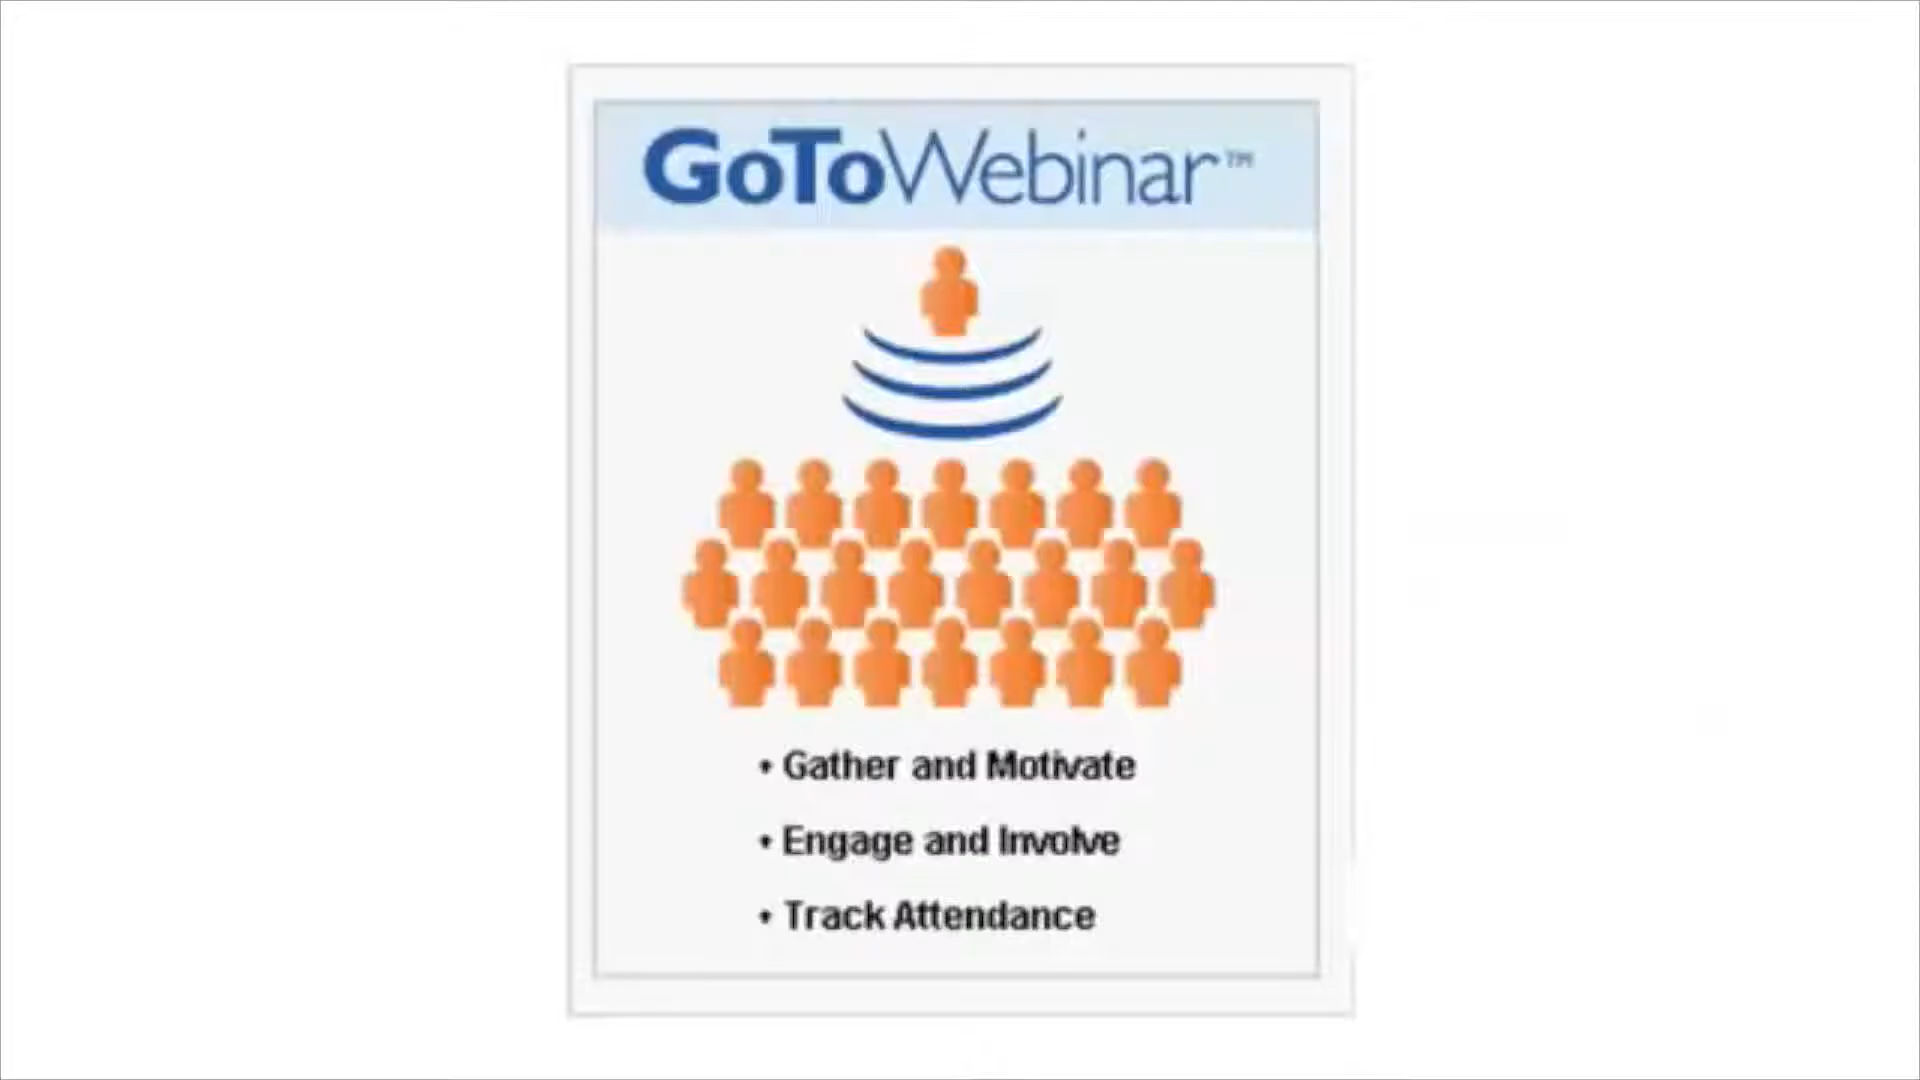 GoToWebinar™
• Gather and Motivate
• Engage and Involve
• Track Attendance